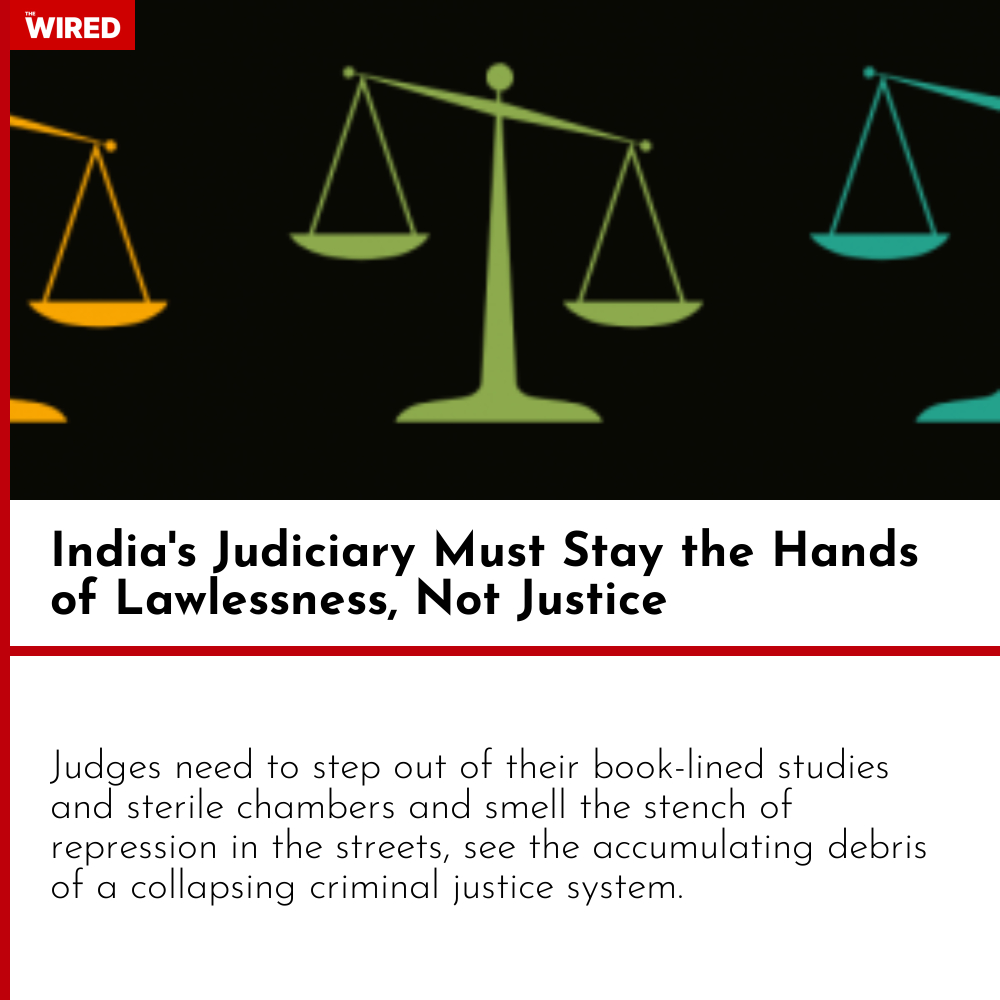 THE
WIRED
India's Judiciary Must Stay the Hands
of Lawlessness, Not Justice
Judges need to step out of their book-lined studies
and sterile chambers and smell the stench of
repression in the streets, see the accumulating debris
of a collapsing criminal justice system.